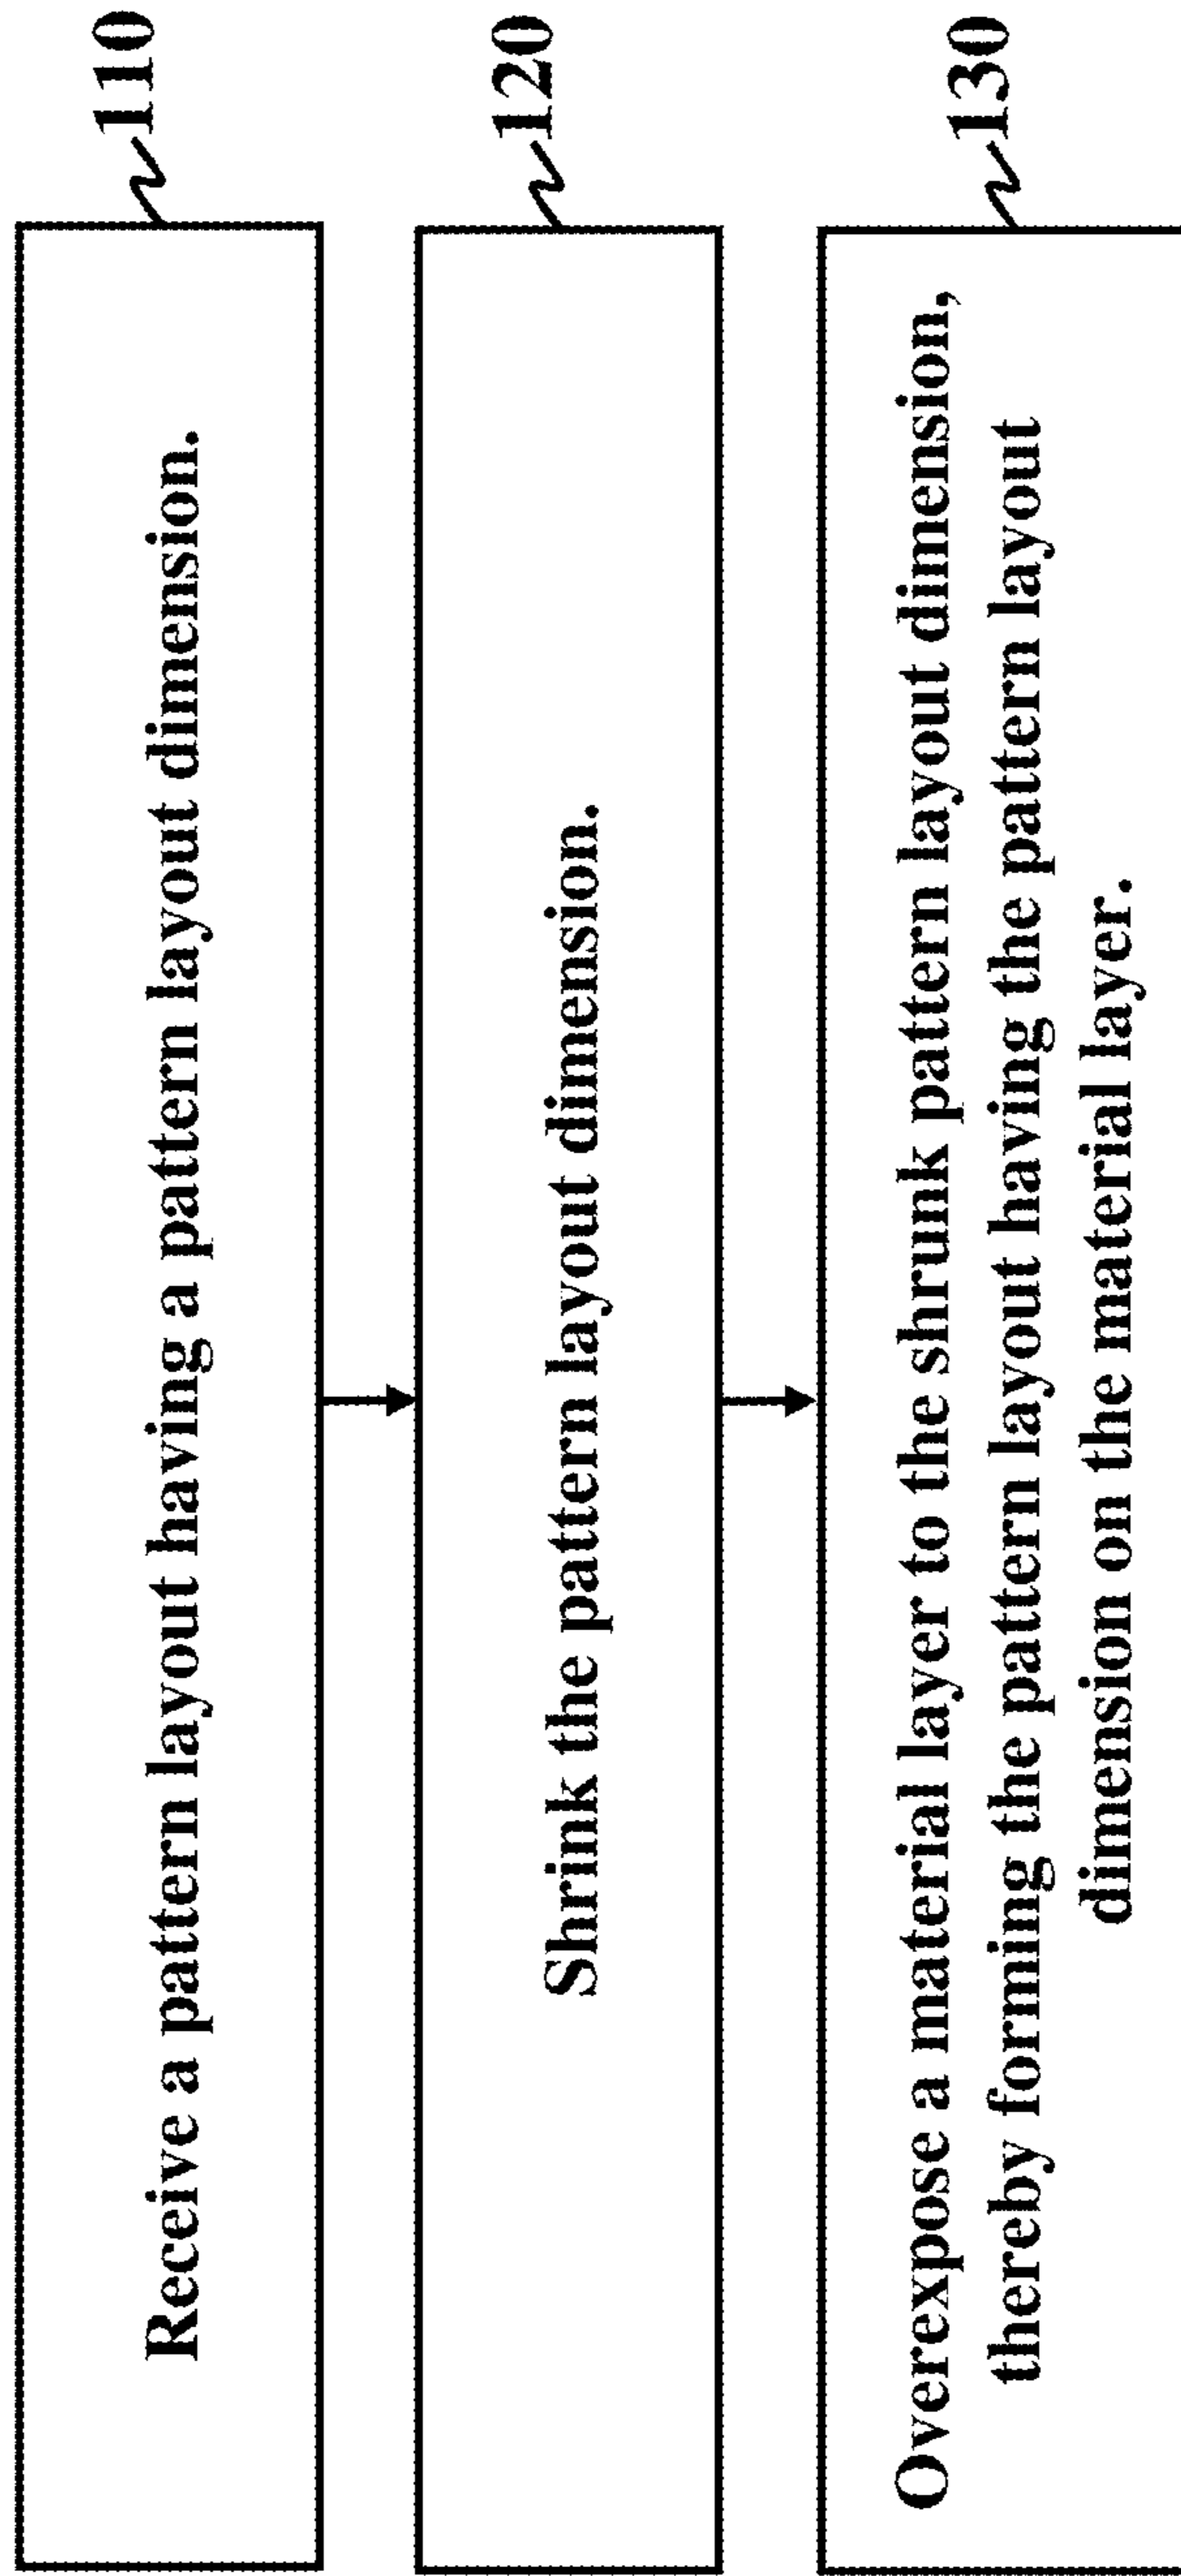 Receive a pattern layout having a pattern layout dimension.
110
Shrink the pattern layout dimension.
120
Overexpose a material layer to the shrunk pattern layout dimension,
thereby forming the pattern layout having the pattern layout
dimension on the material layer.
130